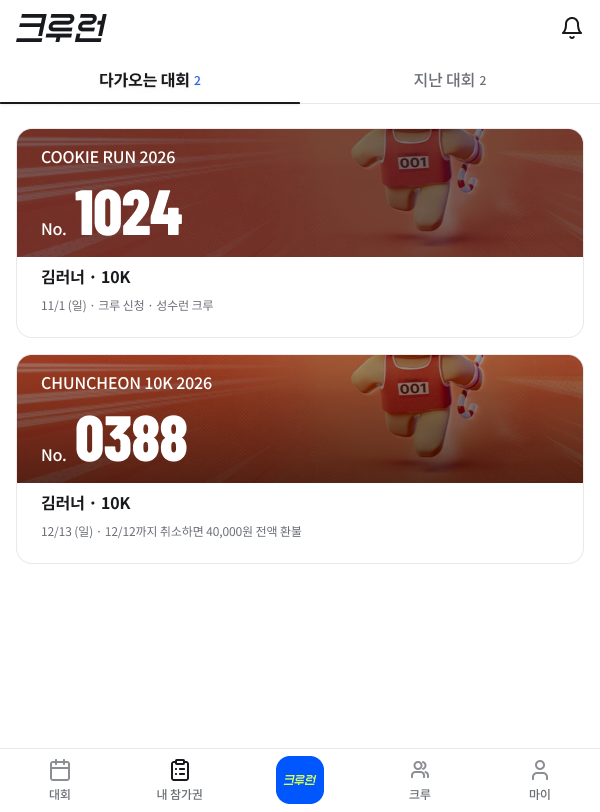 크루런
다가오는 대회 2
지난 대회 2
COOKIE RUN 2026
001
No. 1024
김러너 · 10K
11/1 (일) · 크루 신청 · 성수런 크루
CHUNCHEON 10K 2026
001
No. 0388
김러너 · 10K
12/13 (일) · 12/12까지 취소하면 40,000원 전액 환불
대회
내 참가권
크루런
크루
마이